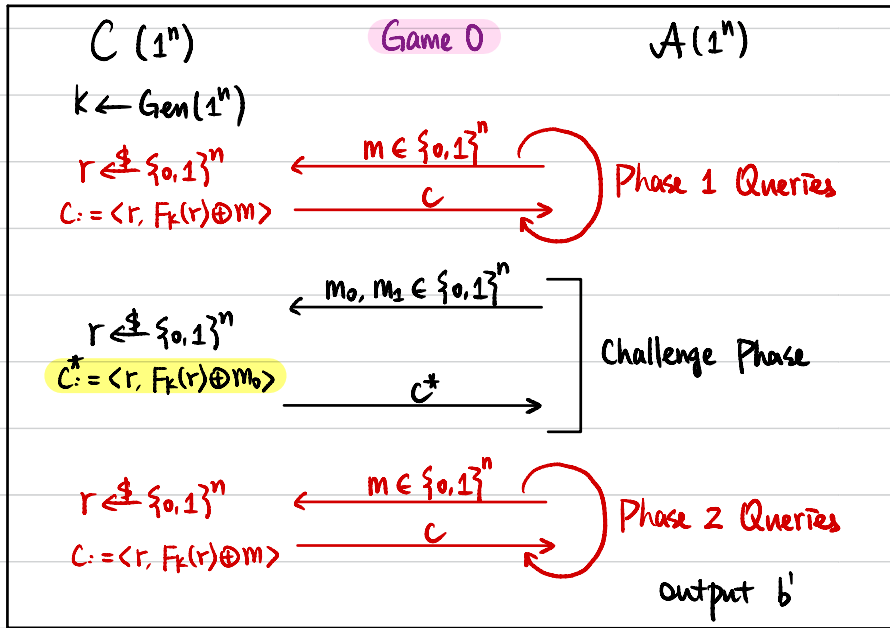 C (1ⁿ) Game 0 A(1ⁿ)
k ← Gen(1ⁿ)
m ∈ {0,1}ⁿ
r ←$ {0,1}ⁿ
Phase 1 Queries
c
C := <r, Fₖ(r)⊕m>
m₀, m₁ ∈ {0,1}ⁿ
r ←$ {0,1}ⁿ
Challenge Phase
C* := <r, Fₖ(r)⊕m₀>
C*
m ∈ {0,1}ⁿ
r ←$ {0,1}ⁿ
Phase 2 Queries
c
C := <r, Fₖ(r)⊕m>
output b'